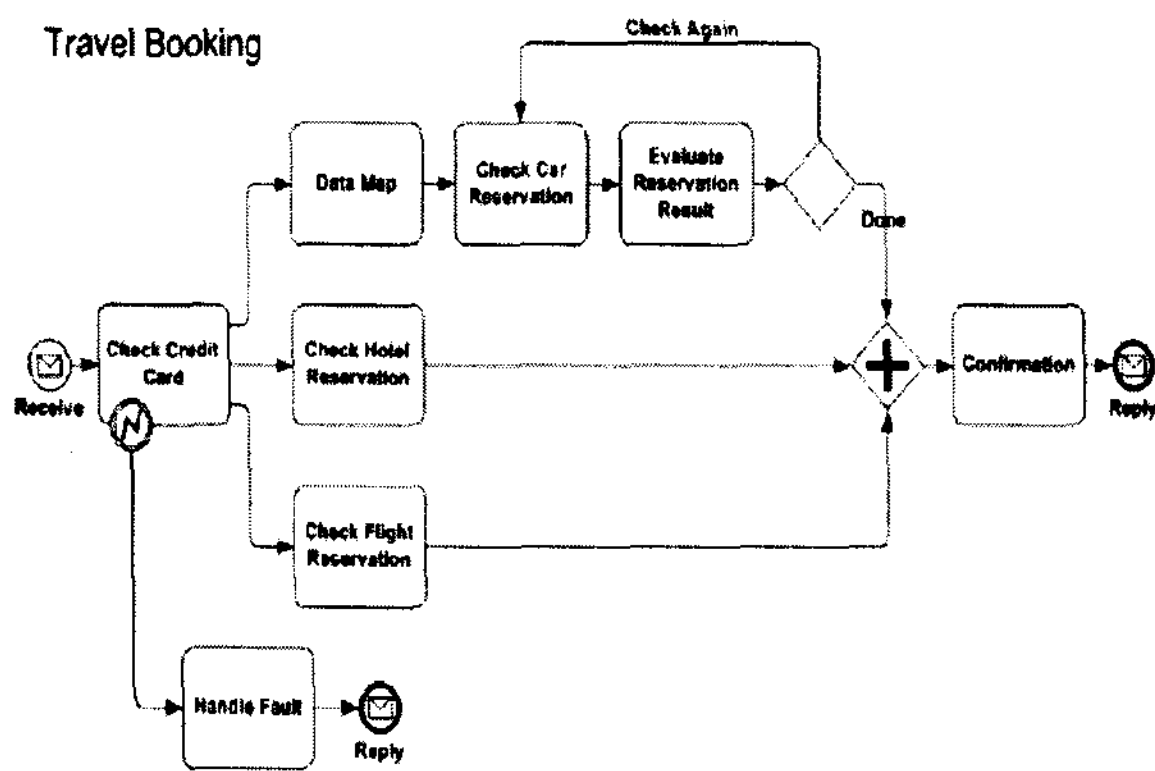 Travel Booking
Check Again
Data Map
Check Car
Reservation
Evaluate
Reservation
Result
Done
Check Credit
Card
Receive
Check Hotel
Reservation
Confirmation
Reply
Check Flight
Reservation
Handle Fault
Reply